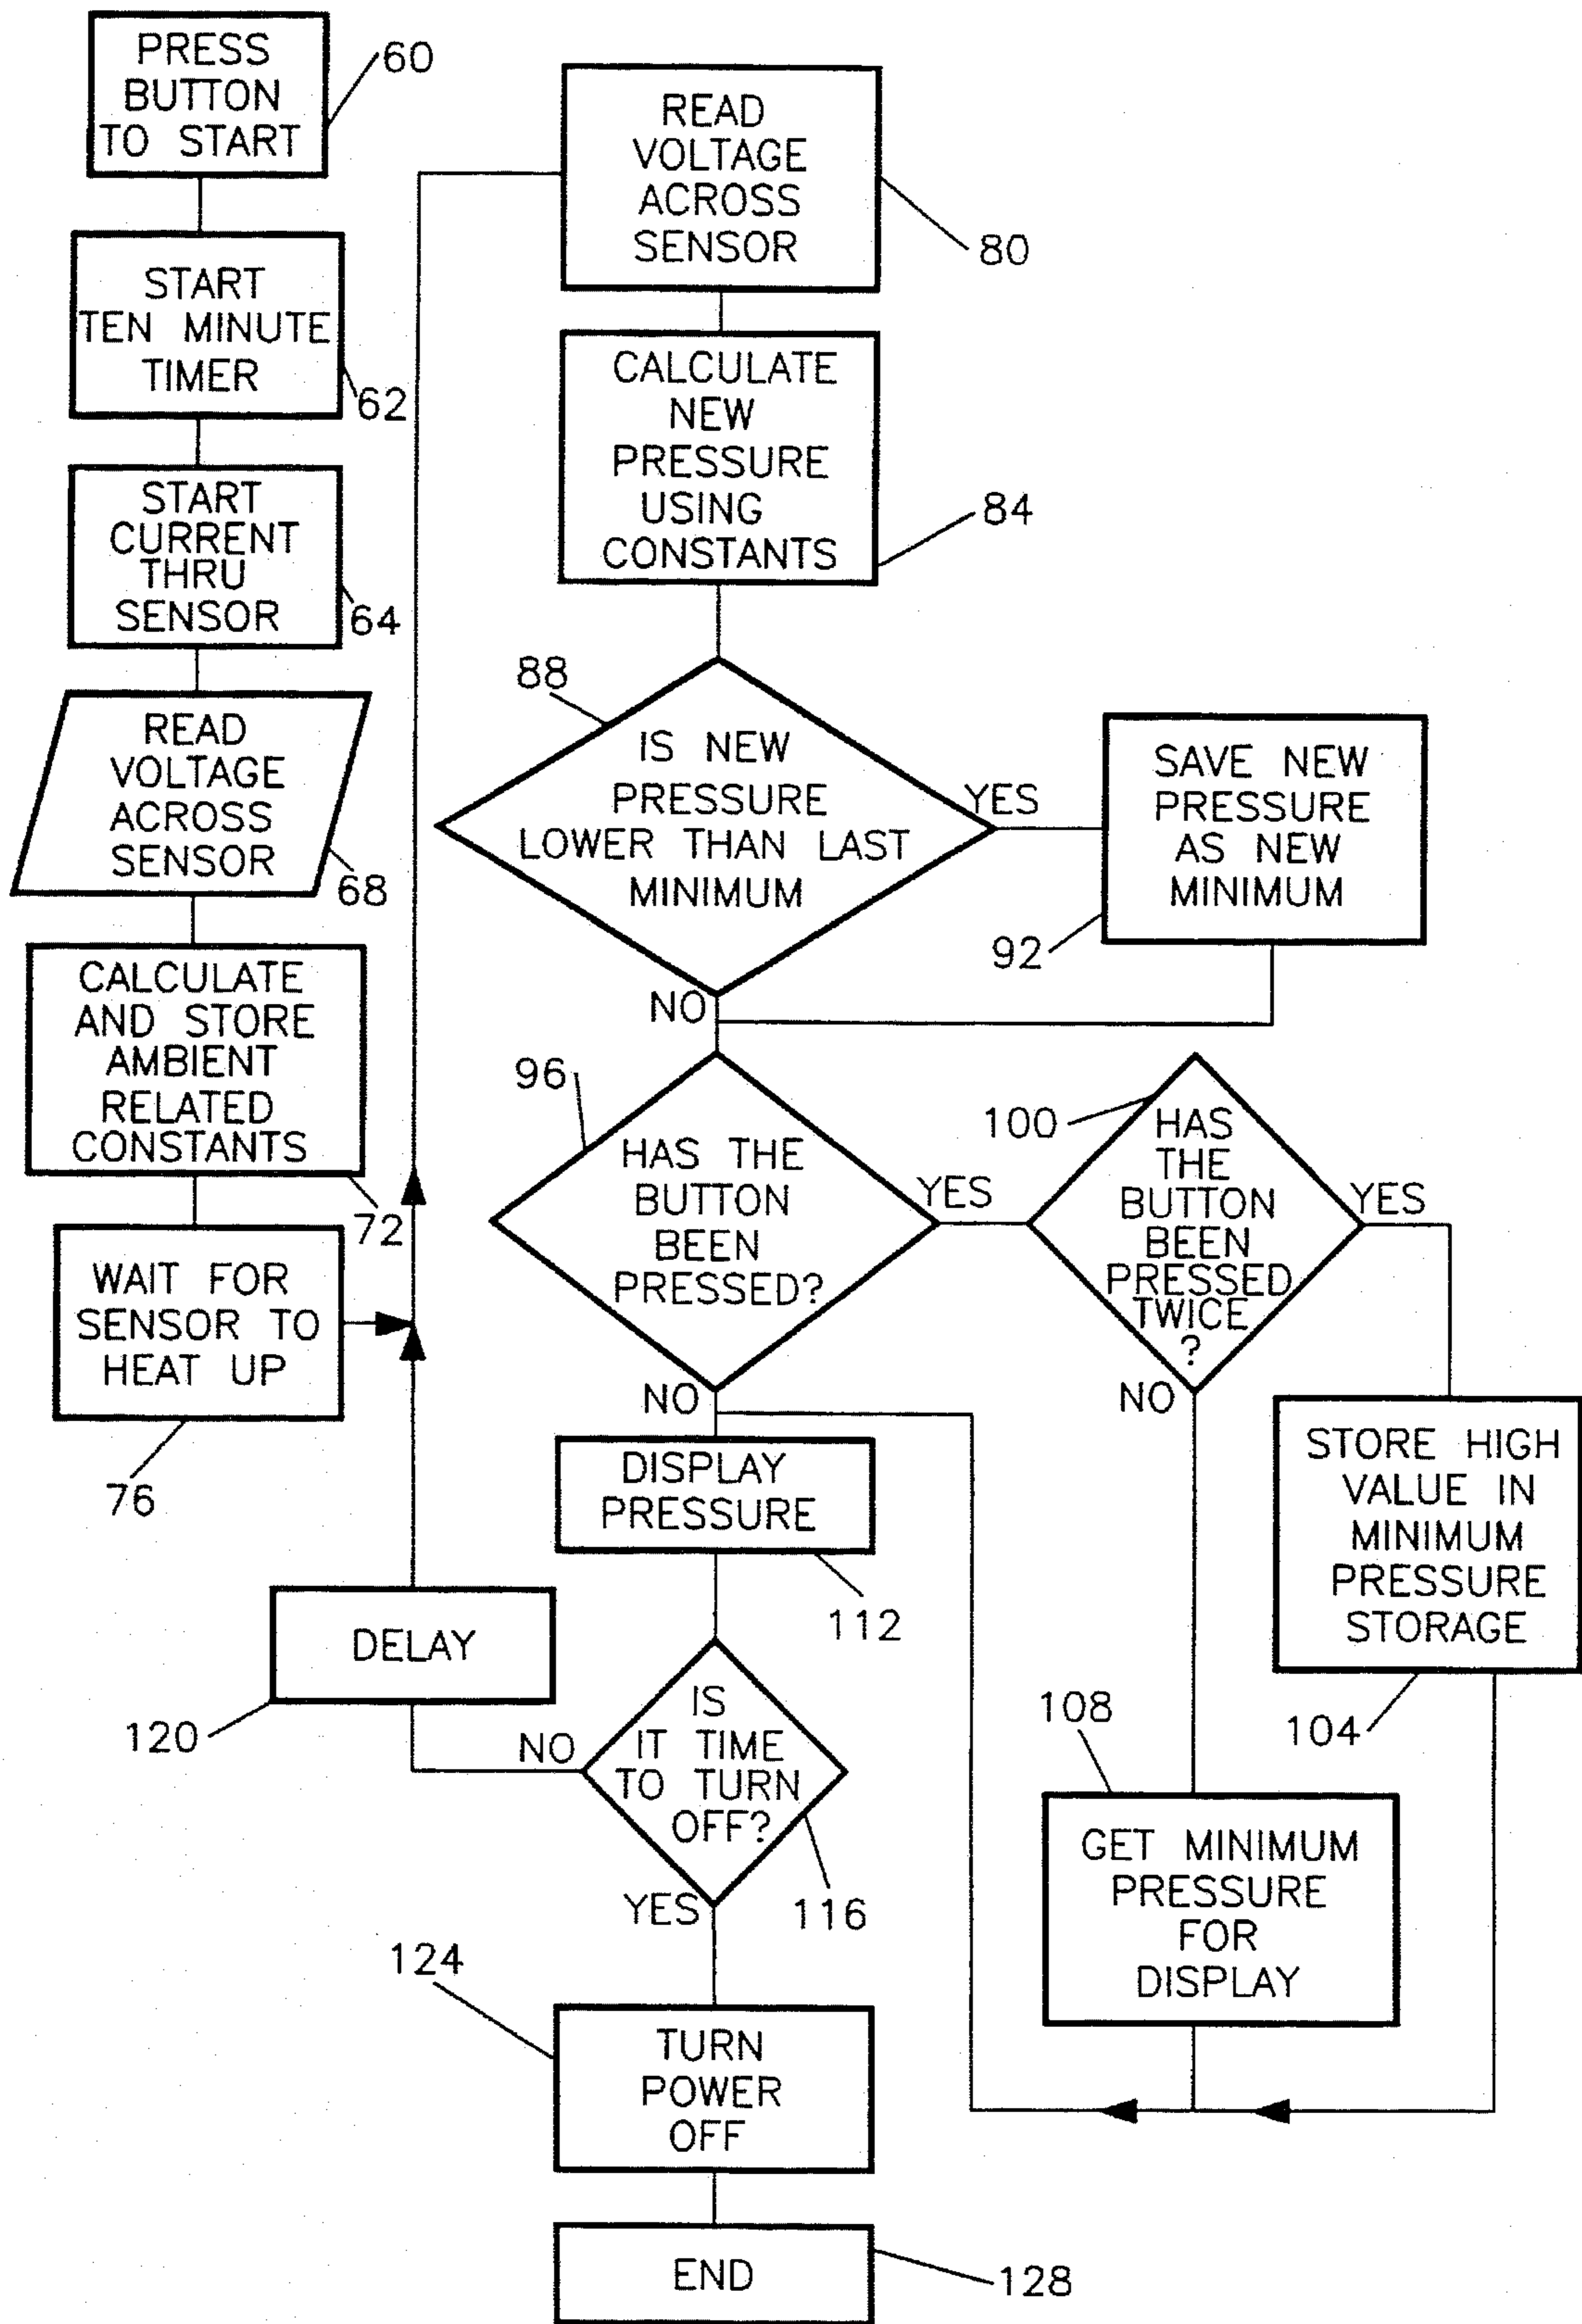 PRESS
BUTTON
TO START
60
START
TEN MINUTE
TIMER
62
START
CURRENT
THRU
SENSOR
64
READ
VOLTAGE
ACROSS
SENSOR
68
CALCULATE
AND STORE
AMBIENT
RELATED
CONSTANTS
72
WAIT FOR
SENSOR TO
HEAT UP
76
READ
VOLTAGE
ACROSS
SENSOR
80
CALCULATE
NEW
PRESSURE
USING
CONSTANTS
84
88
IS NEW
PRESSURE
LOWER THAN LAST
MINIMUM
YES
NO
SAVE NEW
PRESSURE
AS NEW
MINIMUM
92
96
HAS THE
BUTTON
BEEN
PRESSED?
YES
NO
100
HAS
THE
BUTTON
BEEN
PRESSED
TWICE
?
YES
NO
STORE HIGH
VALUE IN
MINIMUM
PRESSURE
STORAGE
104
108
GET MINIMUM
PRESSURE
FOR
DISPLAY
DISPLAY
PRESSURE
112
IS
IT TIME
TO TURN
OFF?
116
NO
YES
DELAY
120
124
TURN
POWER
OFF
END
128